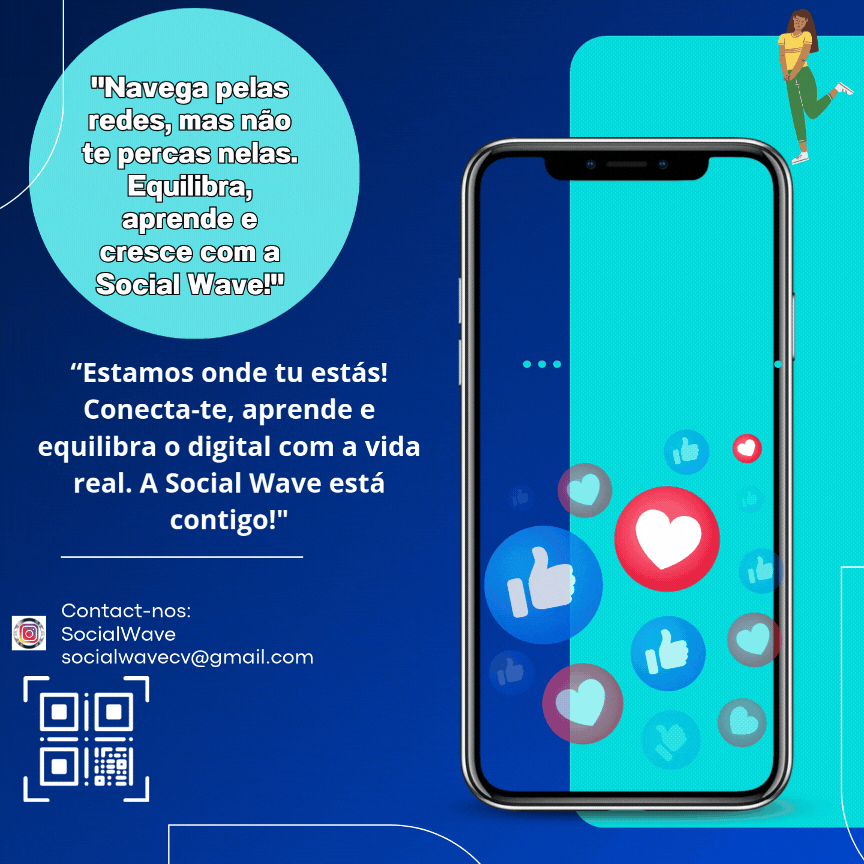 "Navega pelas
redes, mas não
te percas nelas.
Equilibra,
aprende e
cresce com a
Social Wave!"
“Estamos onde tu estás!
Conecta-te, aprende e
equilibra o digital com a vida
real. A Social Wave está
contigo!"
Contact-nos:
SocialWave
socialwavecv@gmail.com